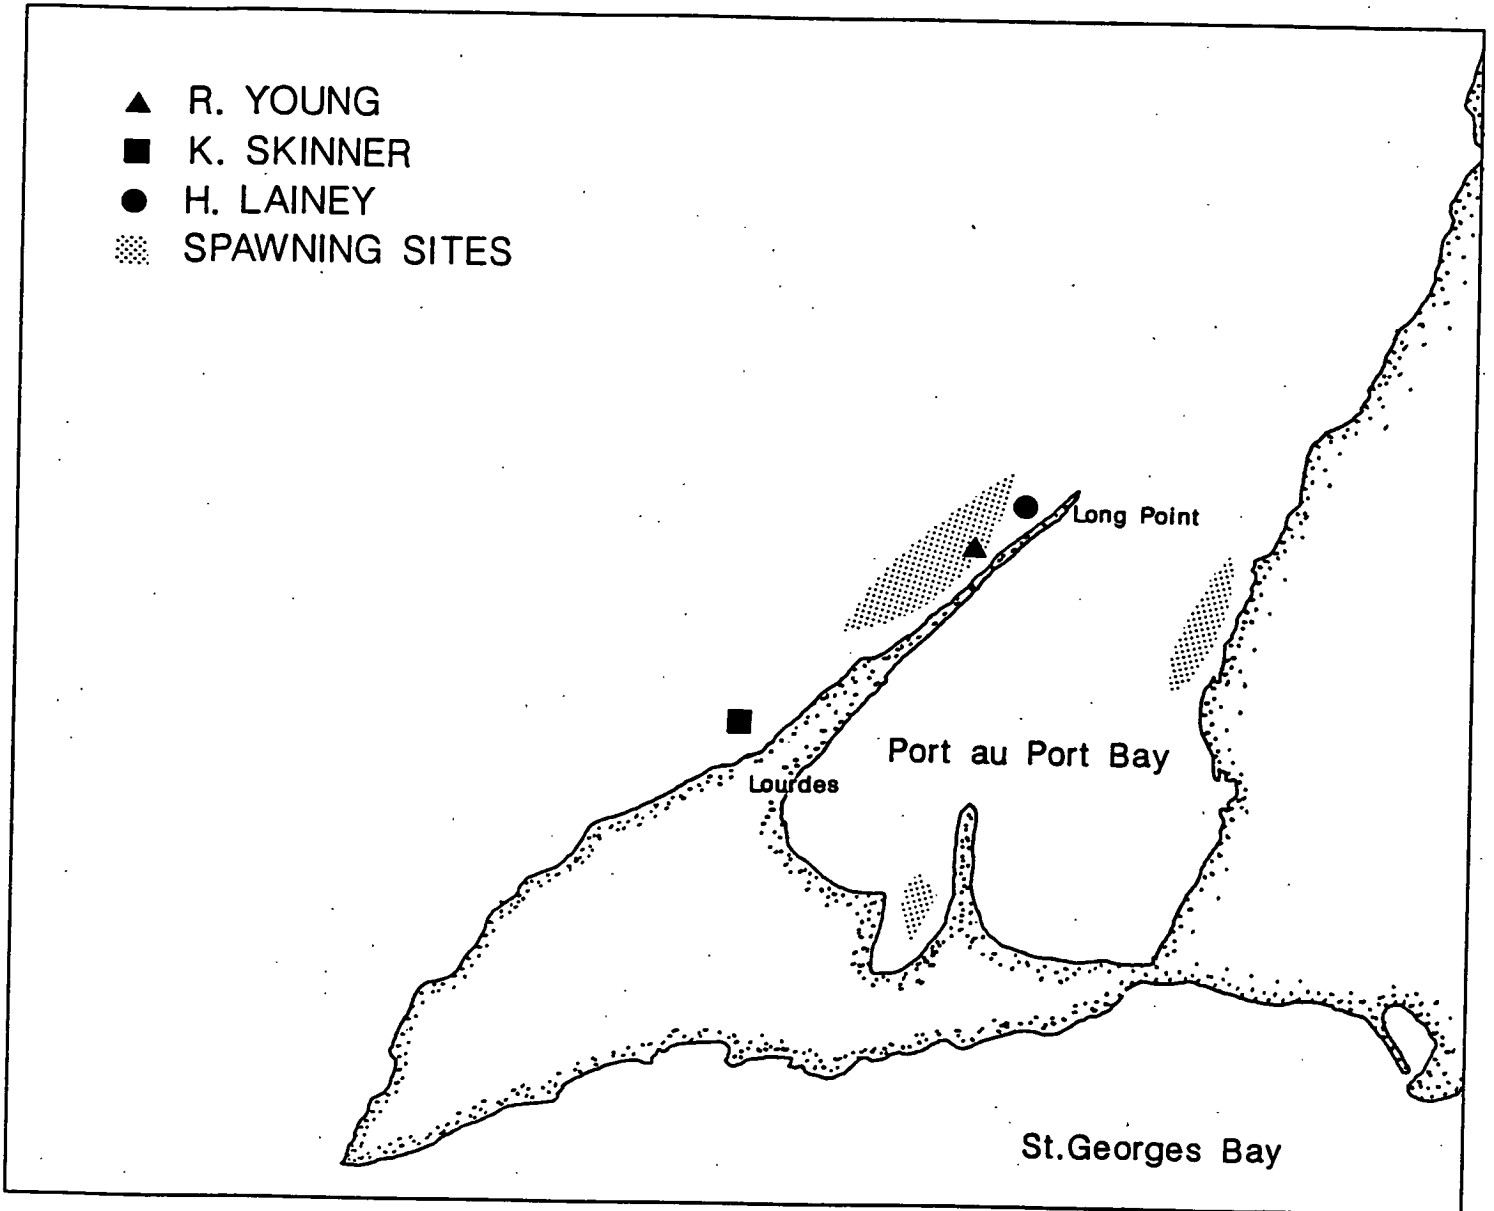 R. YOUNG
K. SKINNER
H. LAINEY
SPAWNING SITES
Long Point
Port au Port Bay
Lourdes
St.Georges Bay